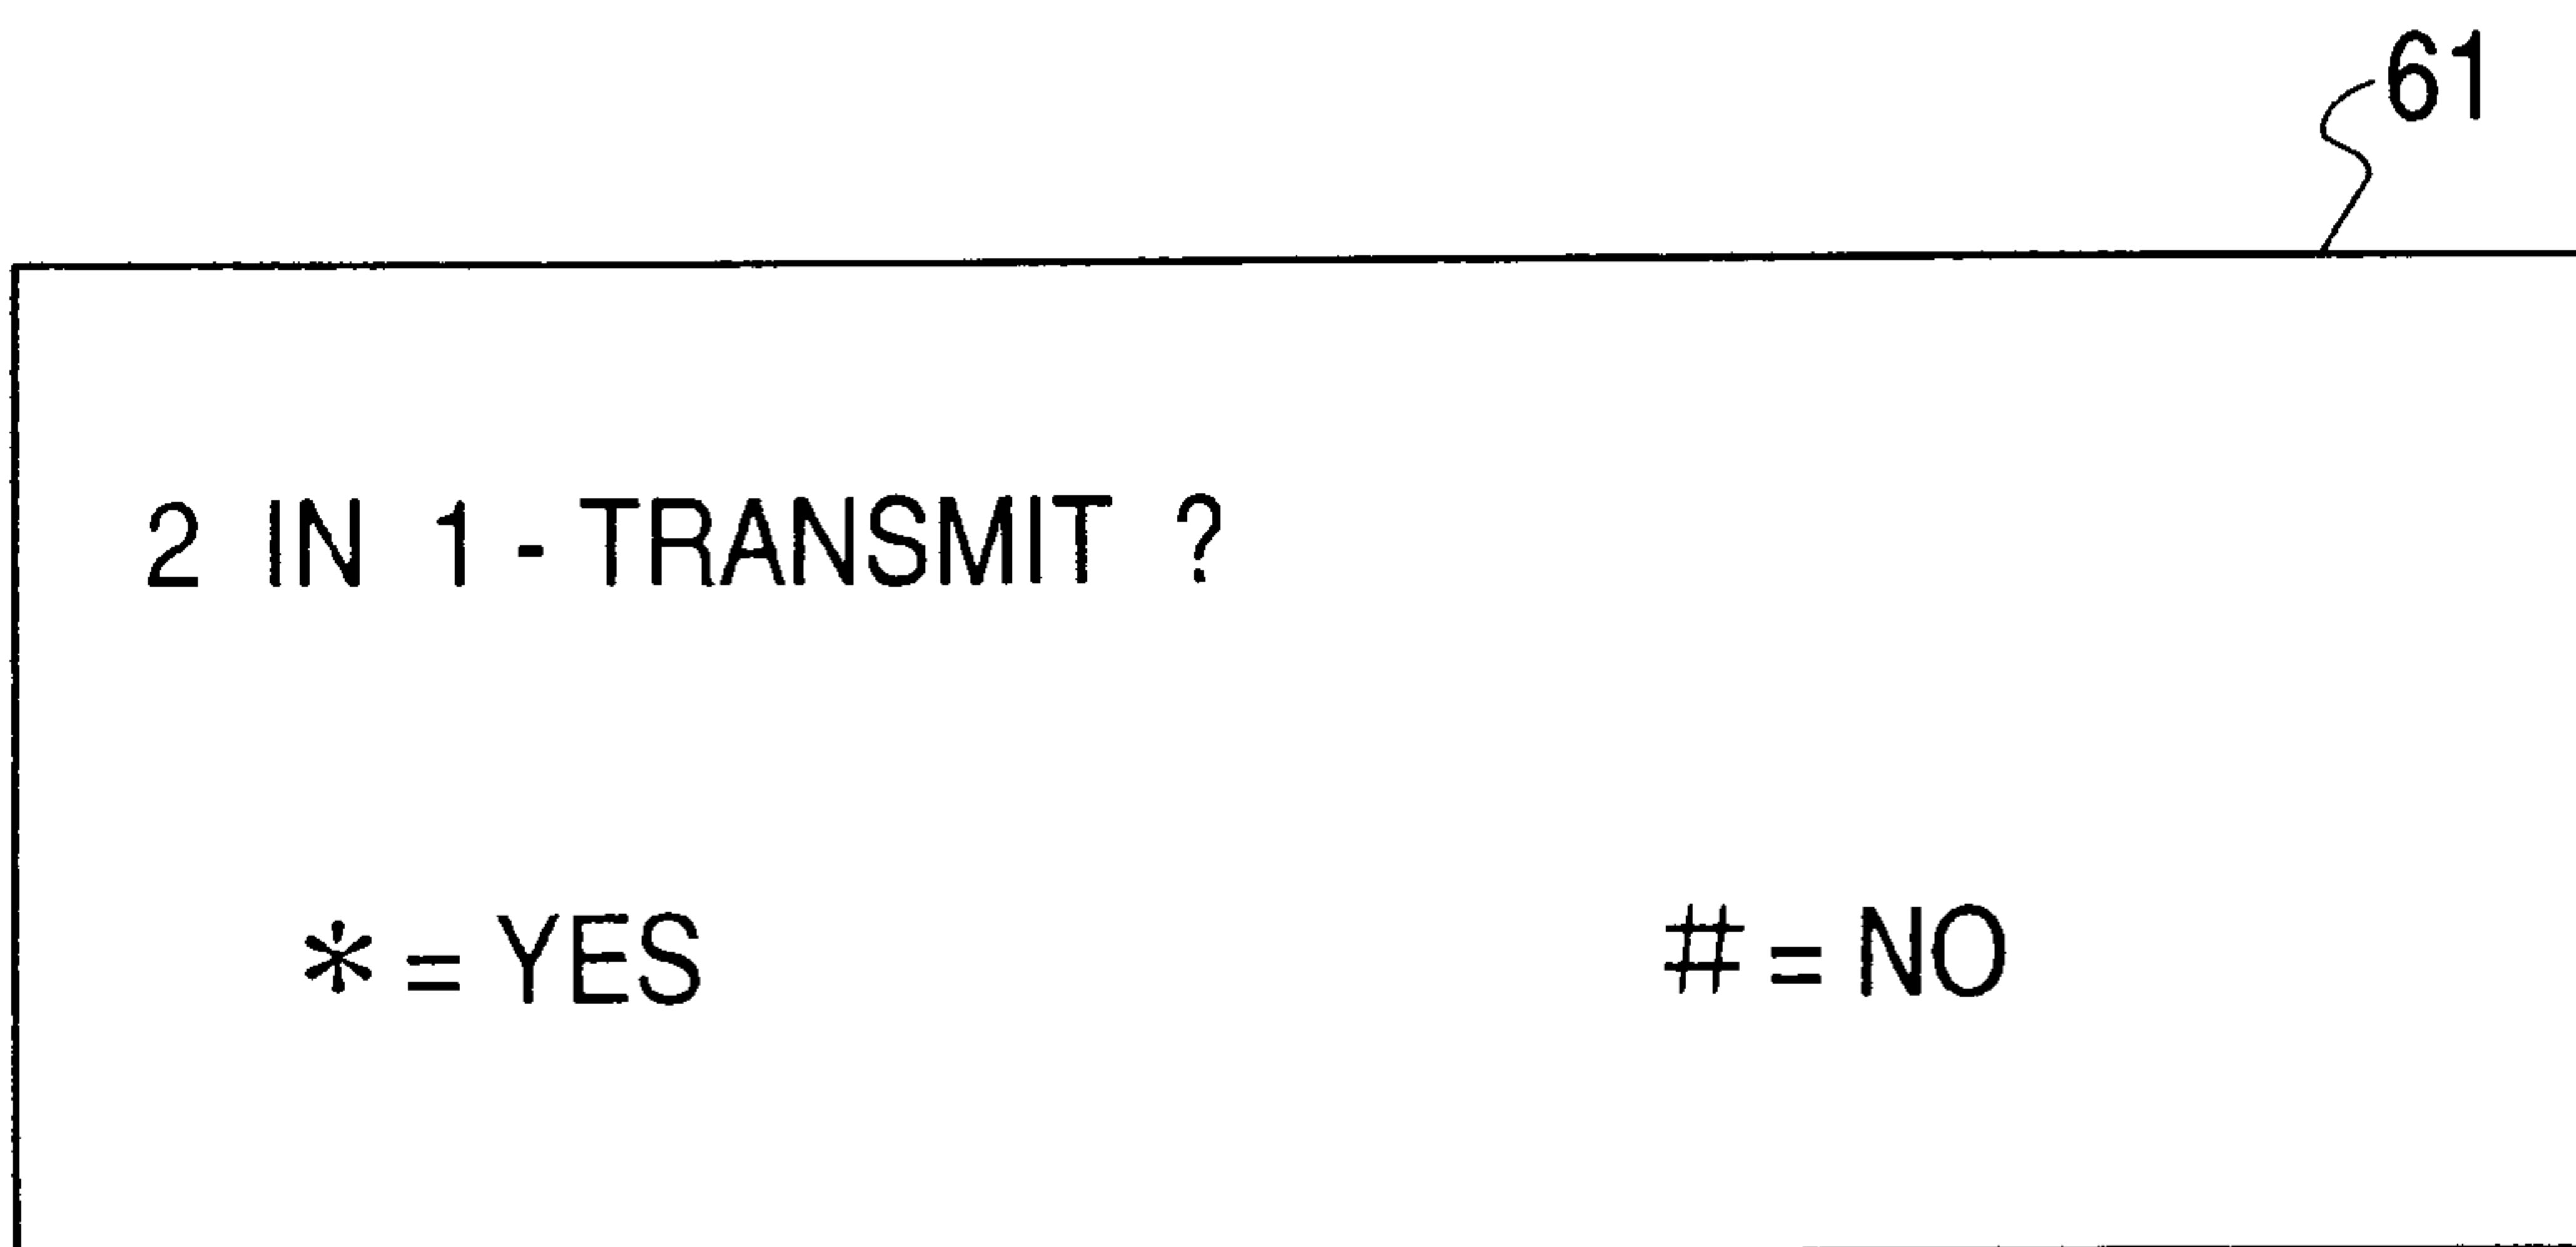 61
2 IN 1 - TRANSMIT ?
* = YES
# = NO